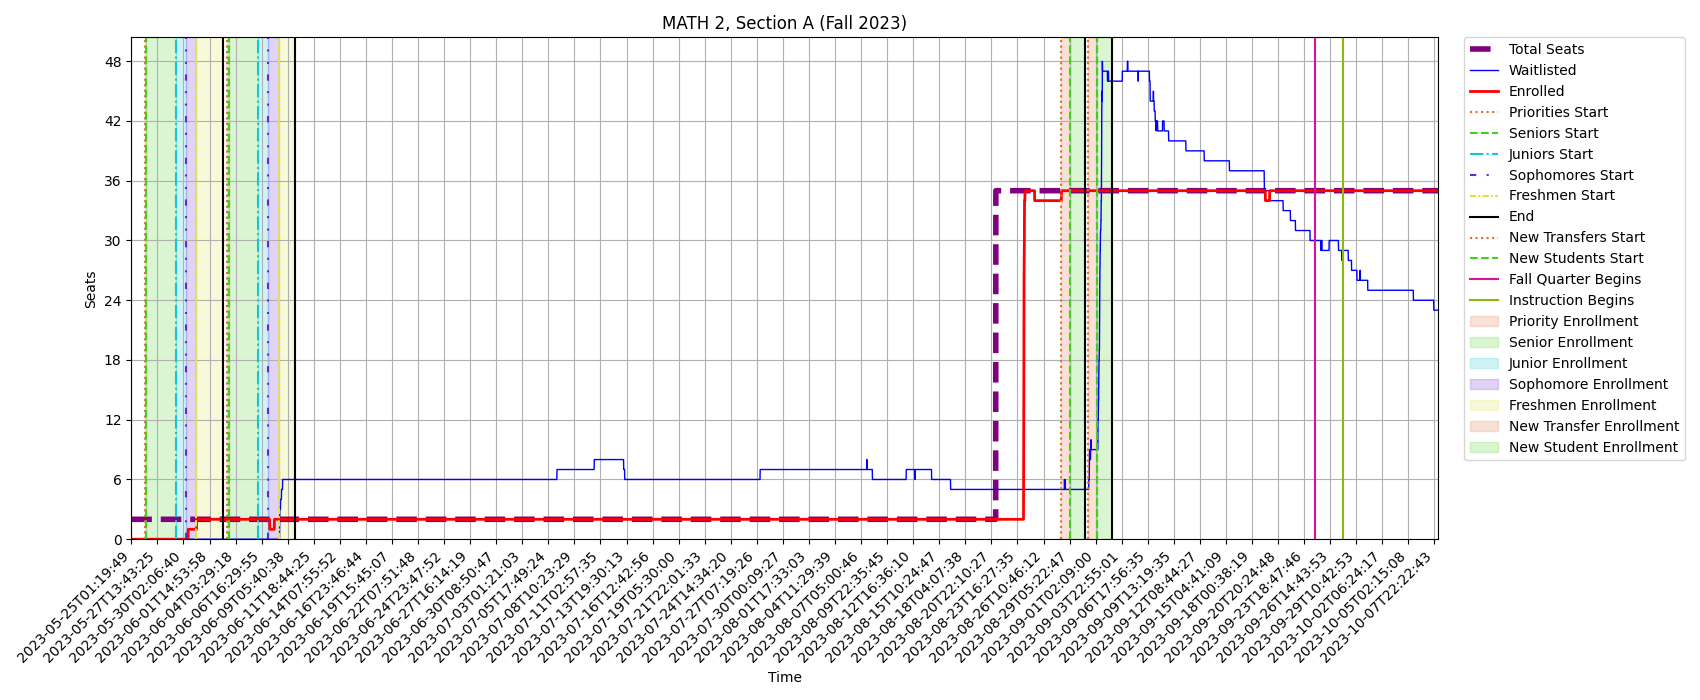 MATH 2, Section A (Fall 2023)
48
42
36
30
24
18
12
6
0
Seats
2023-05-25T01:19:49
2023-05-27T13:43:25
2023-05-30T02:06:40
2023-06-01T14:53:58
2023-06-04T03:29:18
2023-06-06T16:29:55
2023-06-09T05:40:38
2023-06-11T18:44:25
2023-06-14T07:55:52
2023-06-16T23:46:44
2023-06-19T15:45:07
2023-06-22T07:51:48
2023-06-24T23:47:52
2023-06-27T16:14:19
2023-06-30T08:50:47
2023-07-03T01:21:03
2023-07-05T17:49:24
2023-07-08T10:23:29
2023-07-11T02:57:35
2023-07-13T19:30:13
2023-07-16T12:42:56
2023-07-19T05:30:00
2023-07-21T22:01:33
2023-07-24T14:34:20
2023-07-27T07:19:26
2023-07-30T00:09:27
2023-08-01T17:33:03
2023-08-04T11:29:39
2023-08-07T05:00:46
2023-08-09T22:35:45
2023-08-12T16:36:10
2023-08-15T10:24:47
2023-08-18T04:07:38
2023-08-20T22:10:27
2023-08-23T16:27:35
2023-08-26T10:46:12
2023-08-29T05:22:47
2023-09-01T02:09:00
2023-09-03T22:55:01
2023-09-06T17:56:35
2023-09-09T13:19:35
2023-09-12T08:44:27
2023-09-15T04:41:09
2023-09-18T00:38:19
2023-09-20T20:24:48
2023-09-23T18:47:46
2023-09-26T14:43:53
2023-09-29T10:42:53
2023-10-02T06:24:17
2023-10-05T02:15:08
2023-10-07T22:22:43
Time
Total Seats
Waitlisted
Enrolled
Priorities Start
Seniors Start
Juniors Start
Sophomores Start
Freshmen Start
End
New Transfers Start
New Students Start
Fall Quarter Begins
Instruction Begins
Priority Enrollment
Senior Enrollment
Junior Enrollment
Sophomore Enrollment
Freshmen Enrollment
New Transfer Enrollment
New Student Enrollment